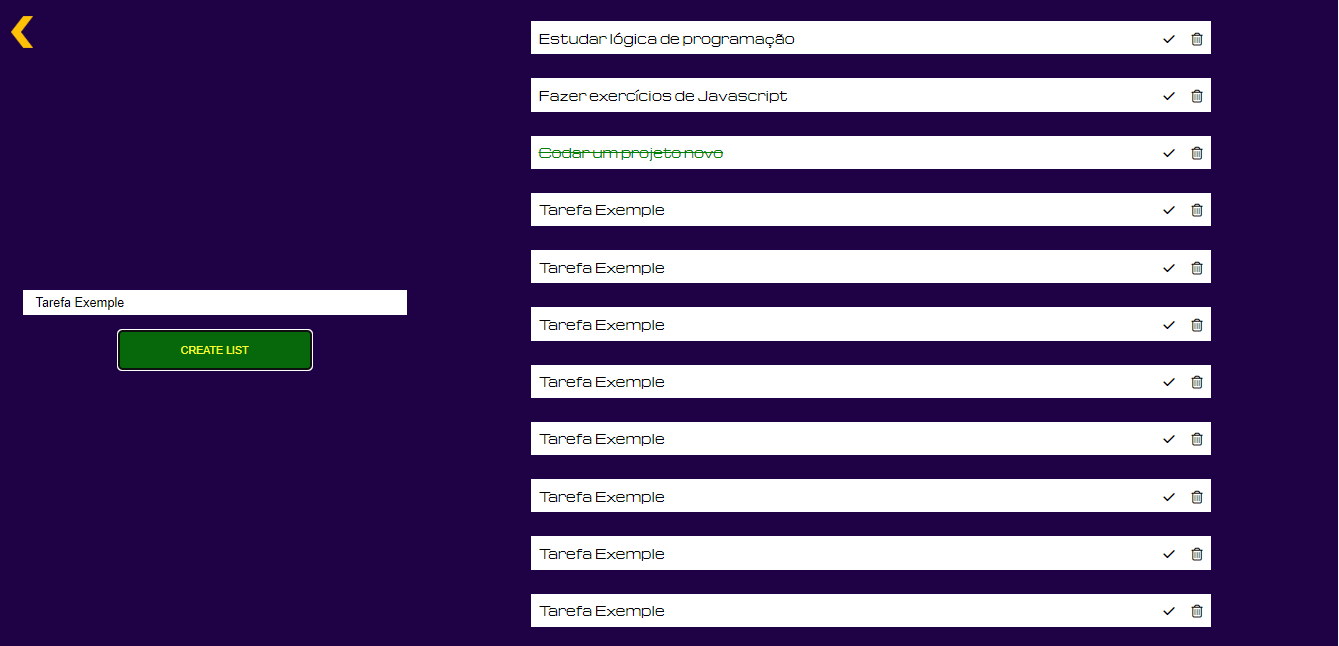 Tarefa Exemple
CREATE LIST
Estudar lógica de programação
Fazer exercícios de Javascript
Codar um projeto novo
Tarefa Exemple
Tarefa Exemple
Tarefa Exemple
Tarefa Exemple
Tarefa Exemple
Tarefa Exemple
Tarefa Exemple
Tarefa Exemple